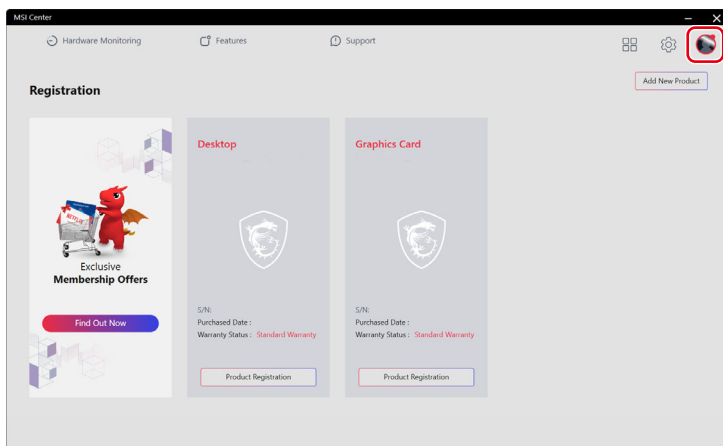 MSI Center
Hardware Monitoring
Features
Support
Add New Product
Registration
Exclusive
Membership Offers
Find Out Now
NETFLIX
Desktop
S/N:
Purchased Date :
Warranty Status : Standard Warranty
Product Registration
Graphics Card
S/N:
Purchased Date :
Warranty Status : Standard Warranty
Product Registration